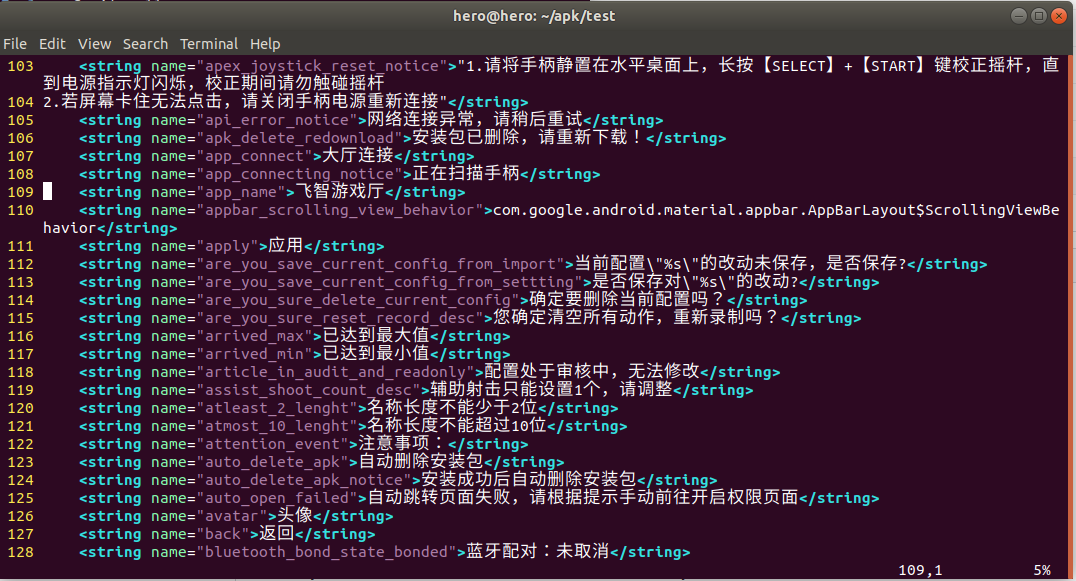 hero@hero: ~/apk/test
File Edit View Search Terminal Help
103     <string name="apex_joystick_reset_notice">"1.请将手柄静置在水平桌面上，长按【SELECT】+【START】键校正摇杆，直
到电源指示灯闪烁，校正期间请勿触碰摇杆
104 2.若屏幕卡住无法点击，请关闭手柄电源重新连接"</string>
105     <string name="api_error_notice">网络连接异常，请稍后重试</string>
106     <string name="apk_delete_redownload">安装包已删除，请重新下载！</string>
107     <string name="app_connect">大厅连接</string>
108     <string name="app_connecting_notice">正在扫描手柄</string>
109     <string name="app_name">飞智游戏厅</string>
110     <string name="appbar_scrolling_view_behavior">com.google.android.material.appbar.AppBarLayout$ScrollingViewBe
havior</string>
111     <string name="apply">应用</string>
112     <string name="are_you_save_current_config_from_import">当前配置\"%s\"的改动未保存，是否保存?</string>
113     <string name="are_you_save_current_config_from_settting">是否保存对\"%s\"的改动?</string>
114     <string name="are_you_sure_delete_current_config">确定要删除当前配置吗？</string>
115     <string name="are_you_sure_reset_record_desc">您确定清空所有动作，重新录制吗？</string>
116     <string name="arrived_max">已达到最大值</string>
117     <string name="arrived_min">已达到最小值</string>
118     <string name="article_in_audit_and_readonly">配置处于审核中，无法修改</string>
119     <string name="assist_shoot_count_desc">辅助射击只能设置1个，请调整</string>
120     <string name="atleast_2_lenght">名称长度不能少于2位</string>
121     <string name="atmost_10_lenght">名称长度不能超过10位</string>
122     <string name="attention_event">注意事项：</string>
123     <string name="auto_delete_apk">自动删除安装包</string>
124     <string name="auto_delete_apk_notice">安装成功后自动删除安装包</string>
125     <string name="auto_open_failed">自动跳转页面失败，请根据提示手动前往开启权限页面</string>
126     <string name="avatar">头像</string>
127     <string name="back">返回</string>
128     <string name="bluetooth_bond_state_bonded">蓝牙配对：未取消</string>
109,1 5%